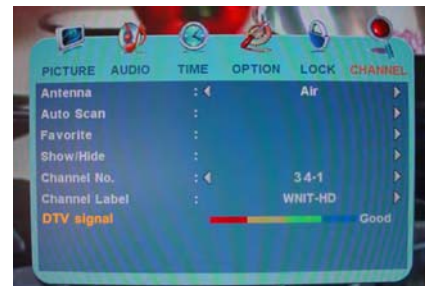 PICTURE AUDIO TIME OPTION LOCK CHANNEL
Antenna : Air
Auto Scan :
Favorite :
Show/Hide :
Channel No. : 34-1
Channel Label : WNIT-HD
DTV signal Good